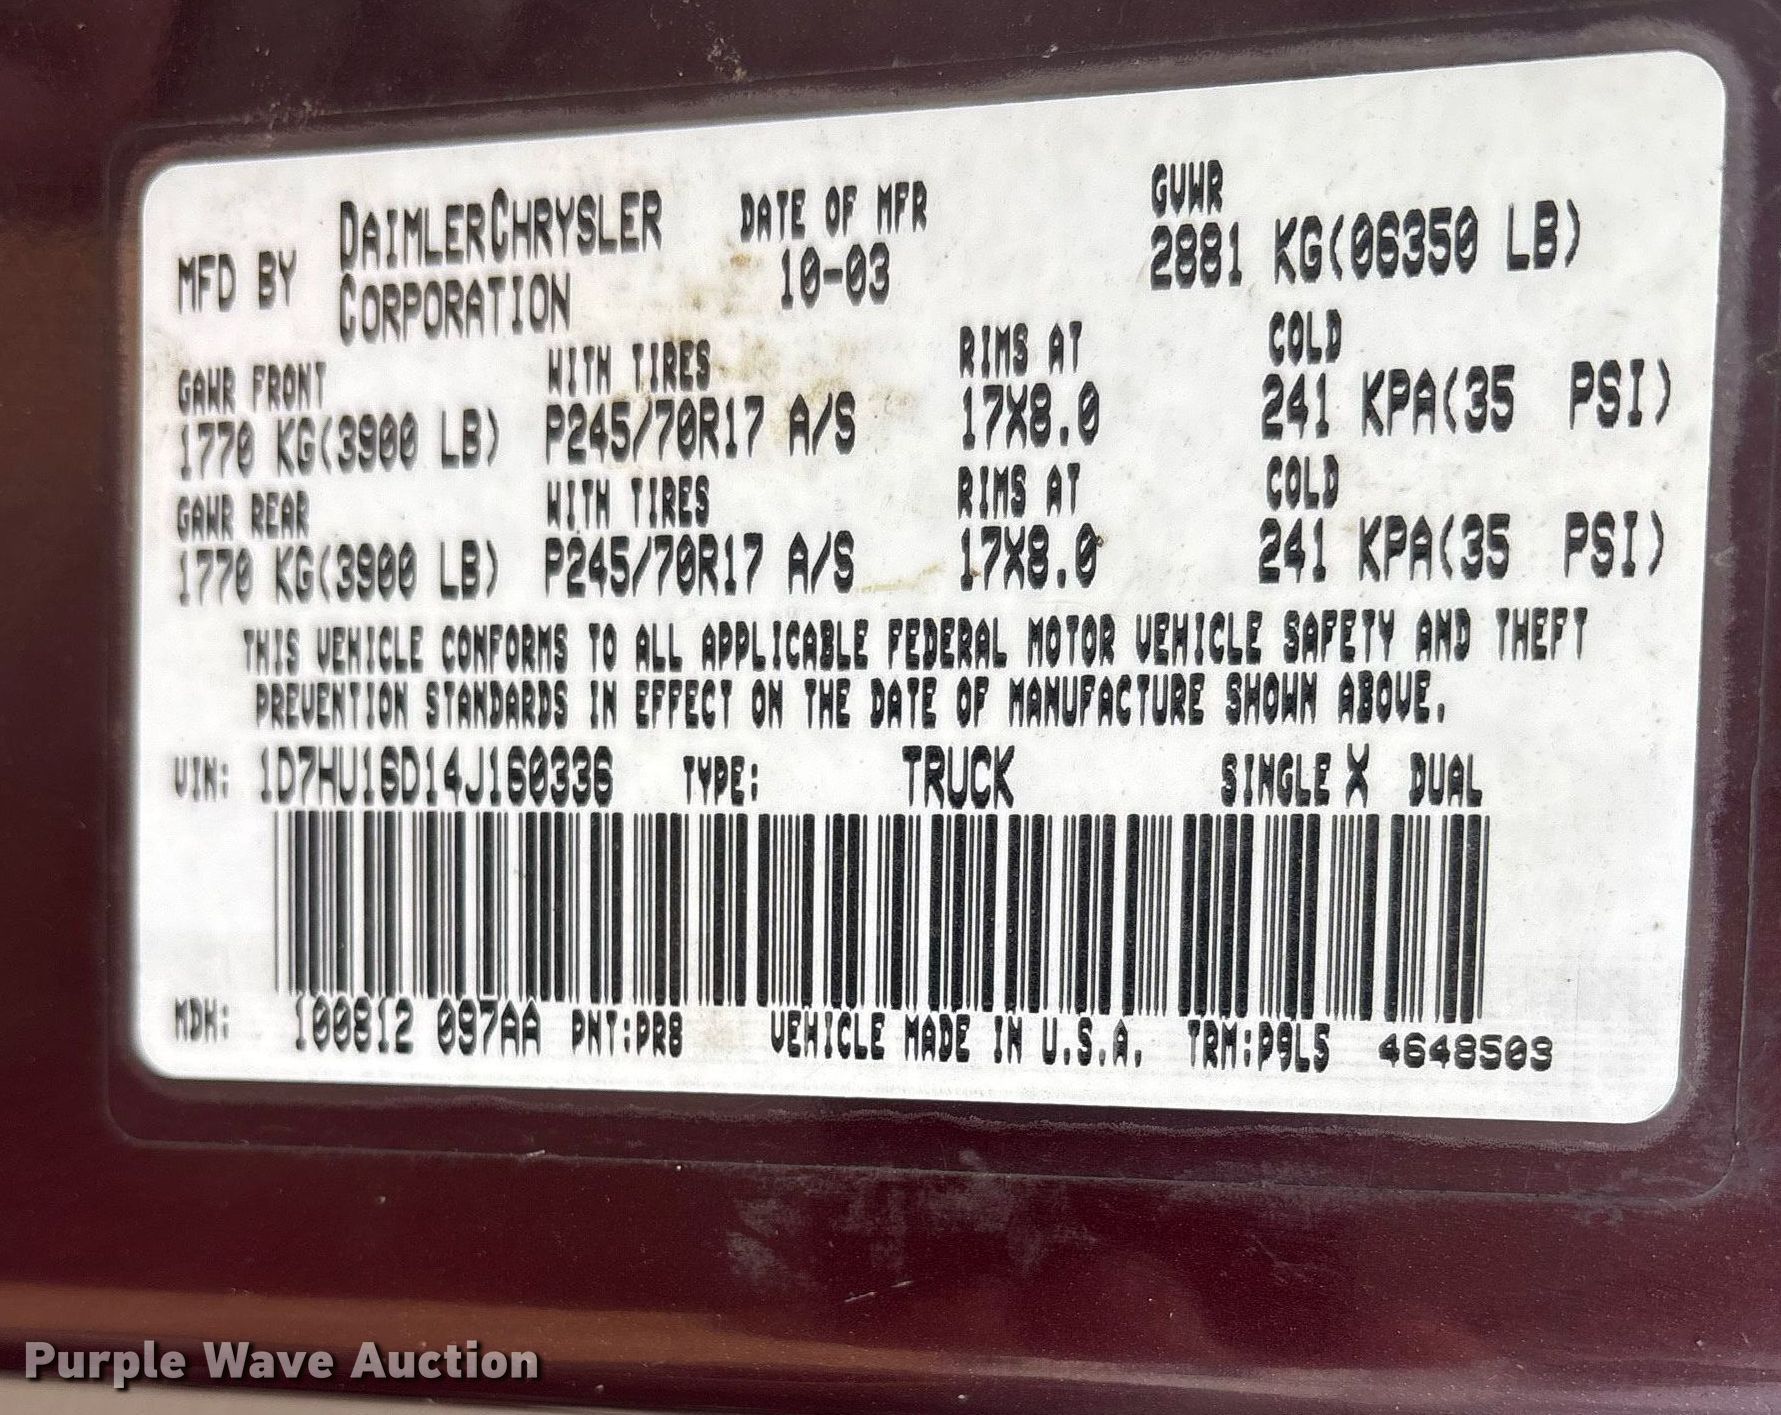 MFD BY DAIMLERCHRYSLER CORPORATION DATE OF MFR 10-03 GVWR 2881 KG(06350 LB)
GAWR FRONT WITH TIRES RIMS AT COLD
1770 KG(3900 LB) P245/70R17 A/S 17X8.0 241 KPA(35 PSI)
GAWR REAR WITH TIRES RIMS AT COLD
1770 KG(3900 LB) P245/70R17 A/S 17X8.0 241 KPA(35 PSI)
THIS VEHICLE CONFORMS TO ALL APPLICABLE FEDERAL MOTOR VEHICLE SAFETY AND THEFT
PREVENTION STANDARDS IN EFFECT ON THE DATE OF MANUFACTURE SHOWN ABOVE.
VIN: 1D7HU16D14J160336 TYPE: TRUCK SINGLE X DUAL
MDH: 100812 097AA PNT:PR8 VEHICLE MADE IN U.S.A. TRM:P9L5 4648503
Purple Wave Auction